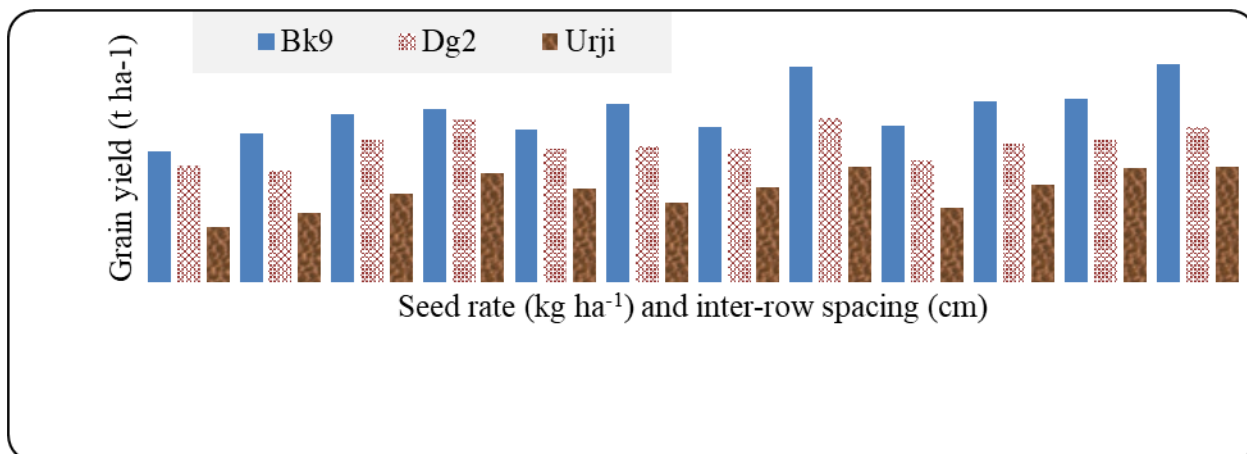 Bk9 Dg2 Urji
Grain yield (t ha-1)
Seed rate (kg ha-1) and inter-row spacing (cm)